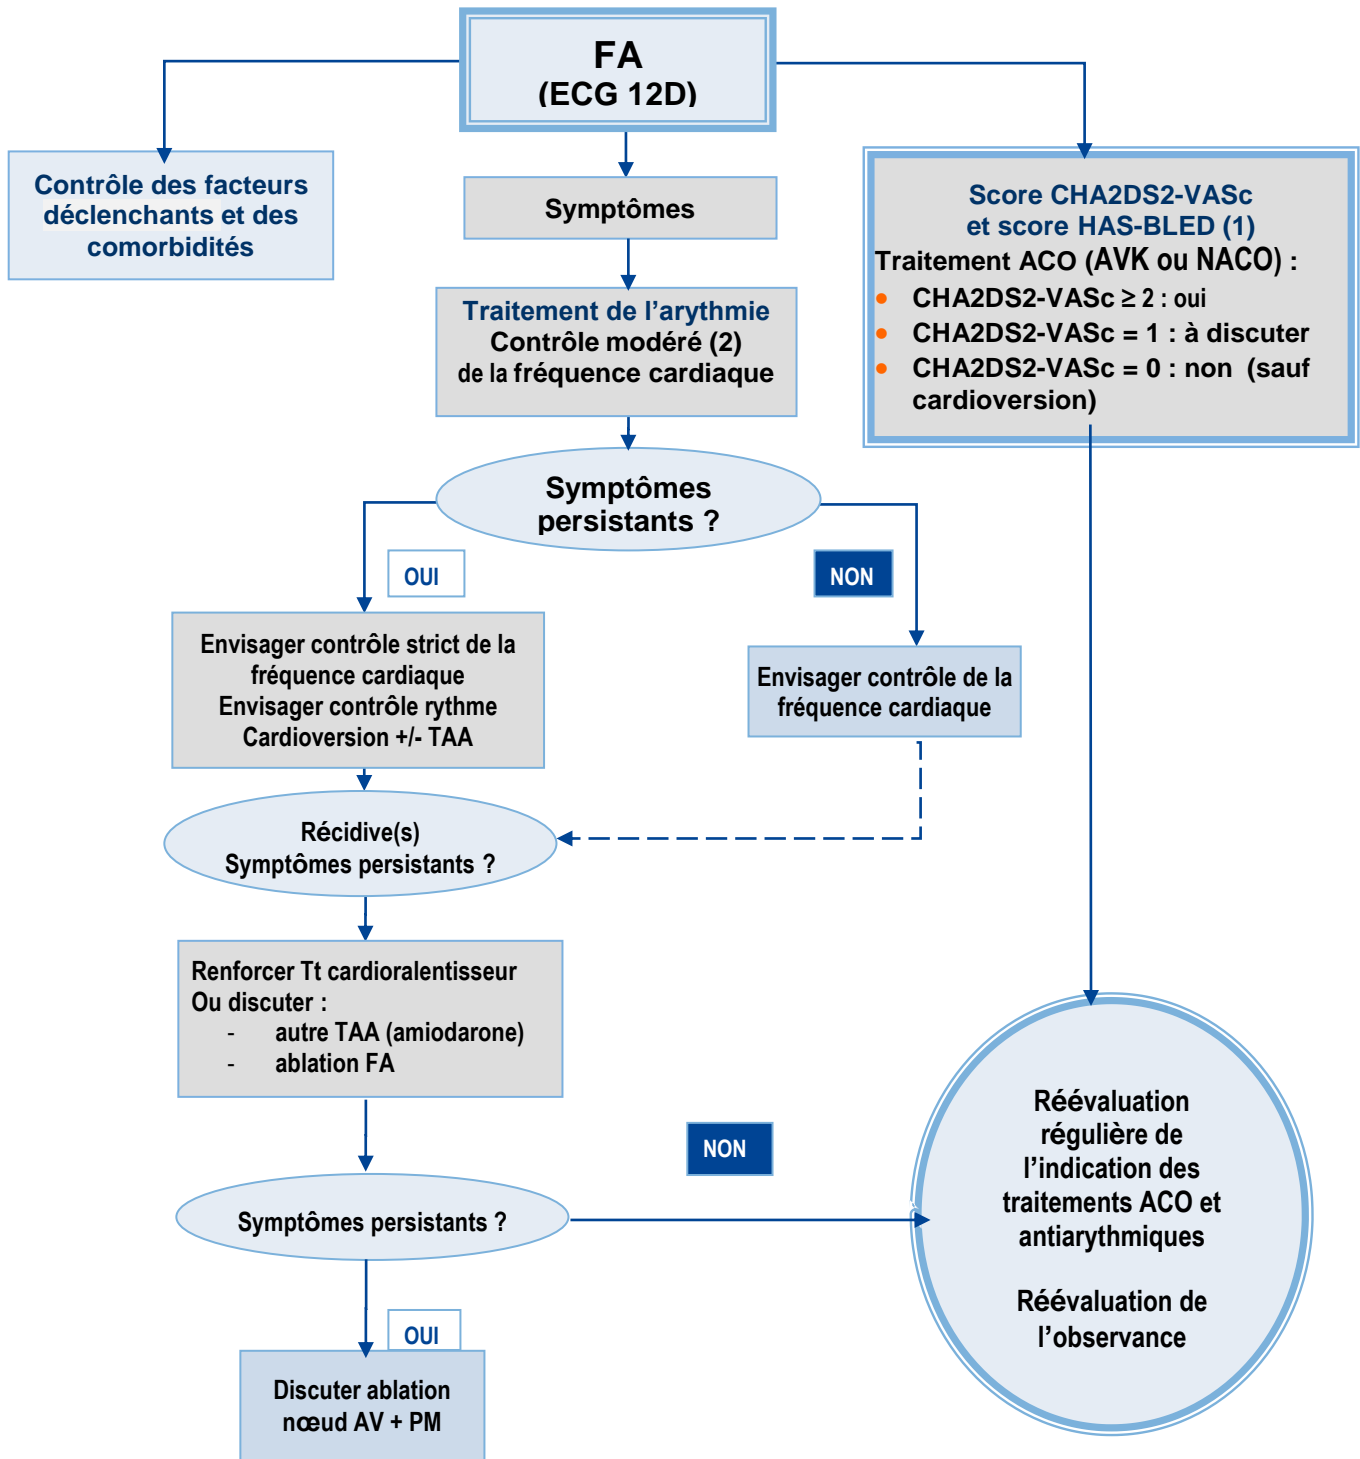 FA
(ECG 12D)
Contrôle des facteurs
déclenchants et des
comorbidités
Symptômes
Score CHA2DS2-VASc
et score HAS-BLED (1)
Traitement ACO (AVK ou NACO) :
• CHA2DS2-VASc ≥ 2 : oui
• CHA2DS2-VASc = 1 : à discuter
• CHA2DS2-VASc = 0 : non (sauf
cardioversion)
Traitement de l’arythmie
Contrôle modéré (2)
de la fréquence cardiaque
Symptômes
persistants ?
OUI
NON
Envisager contrôle strict de la
fréquence cardiaque
Envisager contrôle rythme
Cardioversion +/- TAA
Envisager contrôle de la
fréquence cardiaque
Récidive(s)
Symptômes persistants ?
Renforcer Tt cardioralentisseur
Ou discuter :
- autre TAA (amiodarone)
- ablation FA
NON
Symptômes persistants ?
Réévaluation
régulière de
l’indication des
traitements ACO et
antiarythmiques
Réévaluation de
l’observance
OUI
Discuter ablation
nœud AV + PM